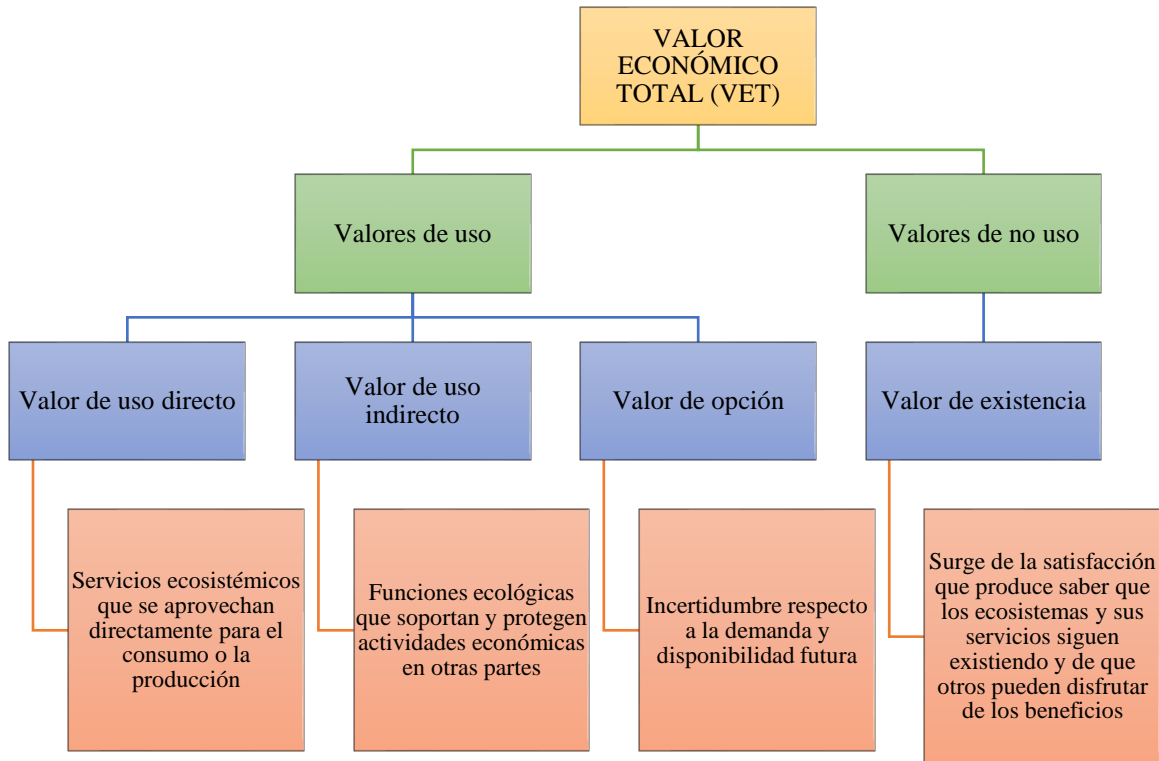 VALOR
ECONÓMICO
TOTAL (VET)
Valores de uso
Valores de no uso
Valor de uso directo
Valor de uso
indirecto
Valor de opción
Valor de existencia
Servicios ecosistémicos
que se aprovechan
directamente para el
consumo o la
producción
Funciones ecológicas
que soportan y protegen
actividades económicas
en otras partes
Incertidumbre respecto
a la demanda y
disponibilidad futura
Surge de la satisfacción
que produce saber que
los ecosistemas y sus
servicios siguen
existiendo y de que
otros pueden disfrutar
de los beneficios